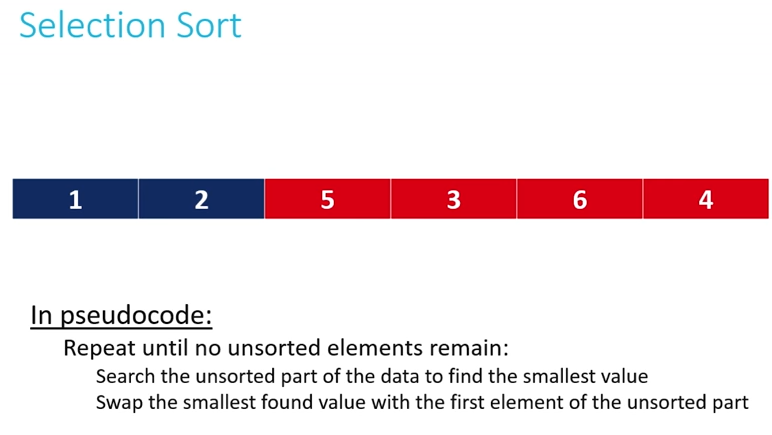 Selection Sort
1 2 5 3 6 4
In pseudocode:
Repeat until no unsorted elements remain:
Search the unsorted part of the data to find the smallest value
Swap the smallest found value with the first element of the unsorted part